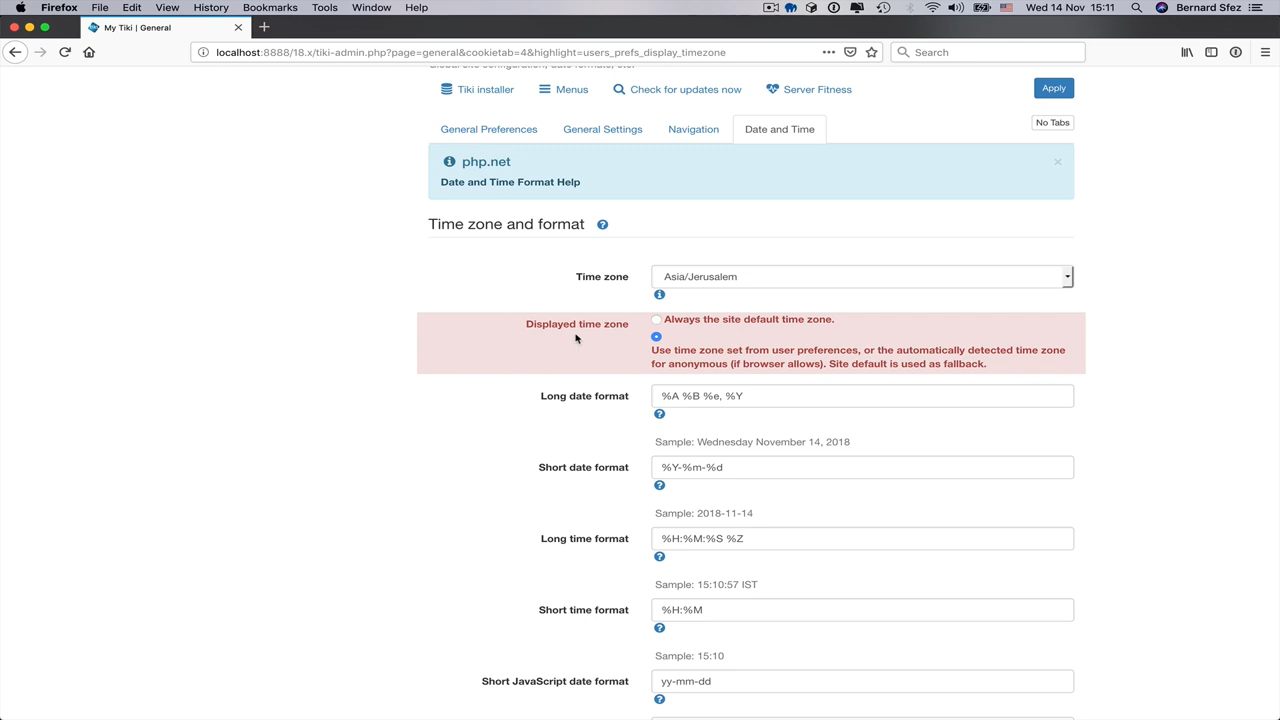 Firefox File Edit View History Bookmarks Tools Window Help Wed 14 Nov 15:11 Bernard Sfez
My Tiki | General
localhost:8888/18.x/tiki-admin.php?page=general&cookietab=4&highlight=users_prefs_display_timezone
Search
Tiki installer Menus Check for updates now Server Fitness
Apply
General Preferences General Settings Navigation Date and Time
No Tabs
php.net
Date and Time Format Help
Time zone and format
Time zone Asia/Jerusalem
Displayed time zone Always the site default time zone.
Use time zone set from user preferences, or the automatically detected time zone
for anonymous (if browser allows). Site default is used as fallback.
Long date format %A %B %e, %Y
Sample: Wednesday November 14, 2018
Short date format %Y-%m-%d
Sample: 2018-11-14
Long time format %H:%M:%S %Z
Sample: 15:10:57 IST
Short time format %H:%M
Sample: 15:10
Short JavaScript date format yy-mm-dd